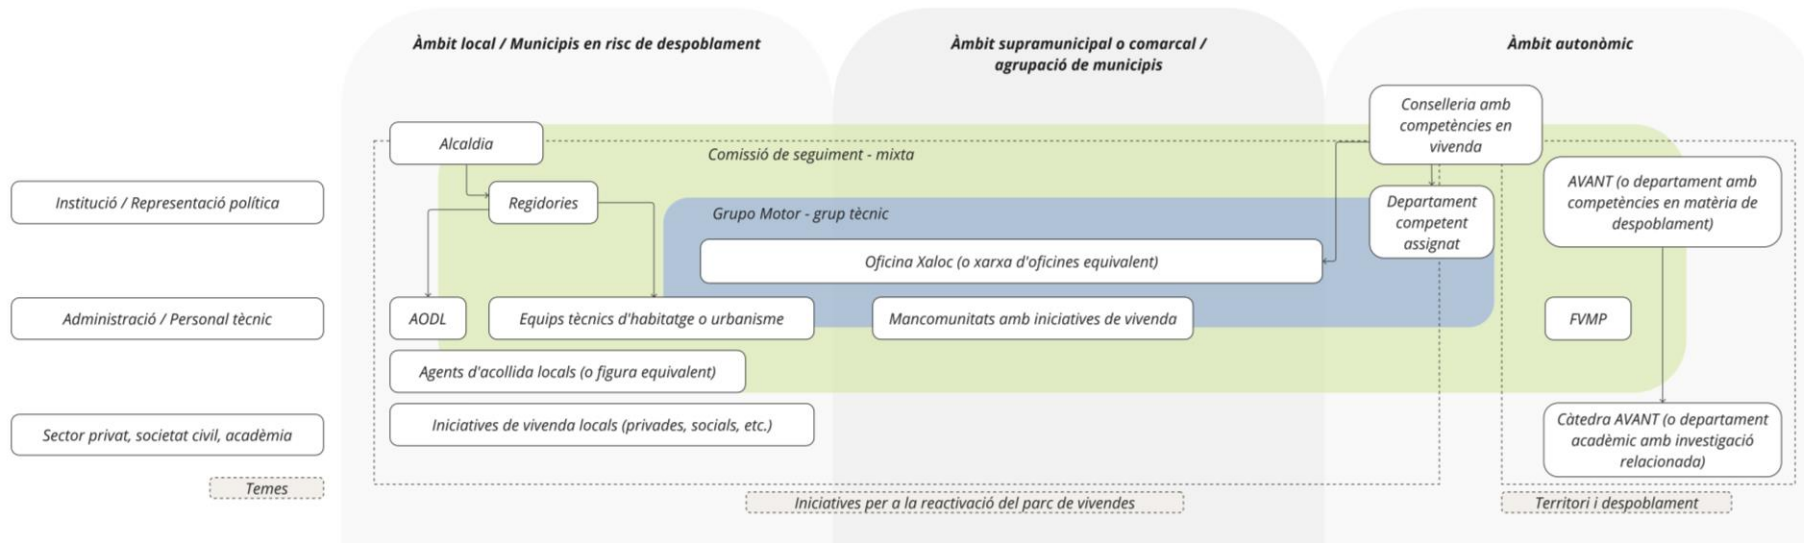 Àmbit local / Municipis en risc de despoblament
Àmbit supramunicipal o comarcal /
agrupació de municipis
Àmbit autonòmic
Conselleria amb
competències en
vivenda
Alcaldia
Comissió de seguiment - mixta
Institució / Representació política
Regidories
Grupo Motor - grup tècnic
Departament
competent
assignat
AVANT (o departament amb
competències en matèria de
despoblament)
Oficina Xaloc (o xarxa d'oficines equivalent)
Administració / Personal tècnic
AODL
Equips tècnics d'habitatge o urbanisme
Mancomunitats amb iniciatives de vivenda
FVMP
Agents d'acollida locals (o figura equivalent)
Sector privat, societat civil, acadèmia
Iniciatives de vivenda locals (privades, socials, etc.)
Càtedra AVANT (o departament
acadèmic amb investigació
relacionada)
Temes
Iniciatives per a la reactivació del parc de vivendes
Territori i despoblament